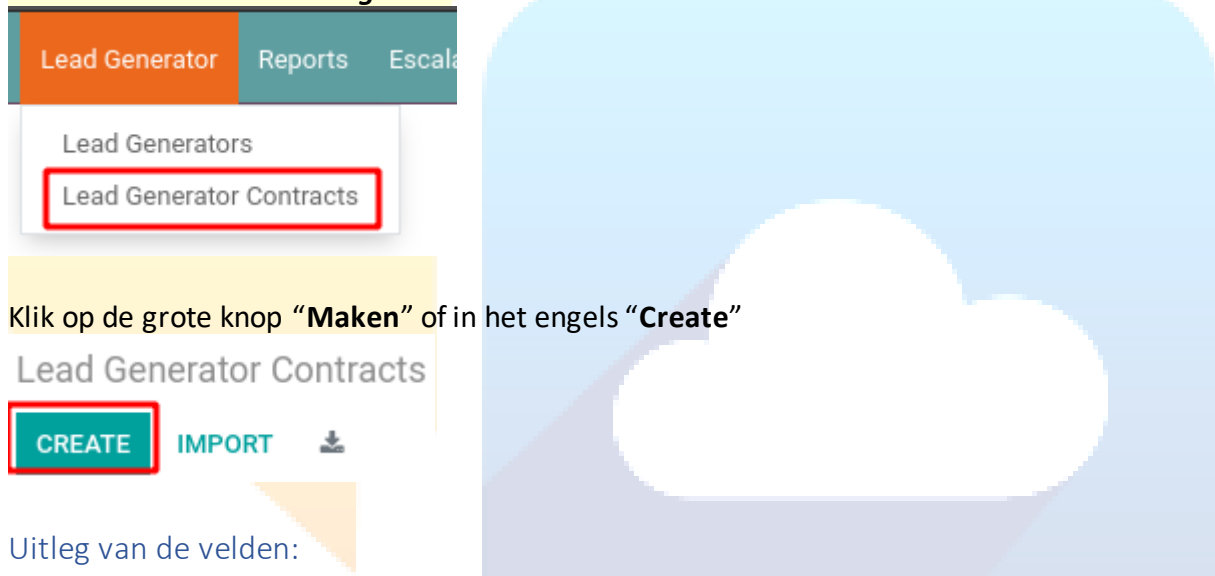 Lead Generator Reports
Lead Generators
Lead Generator Contracts
Klik op de grote knop “Maken” of in het engels “Create”
Lead Generator Contracts
CREATE IMPORT
Uitleg van de velden: